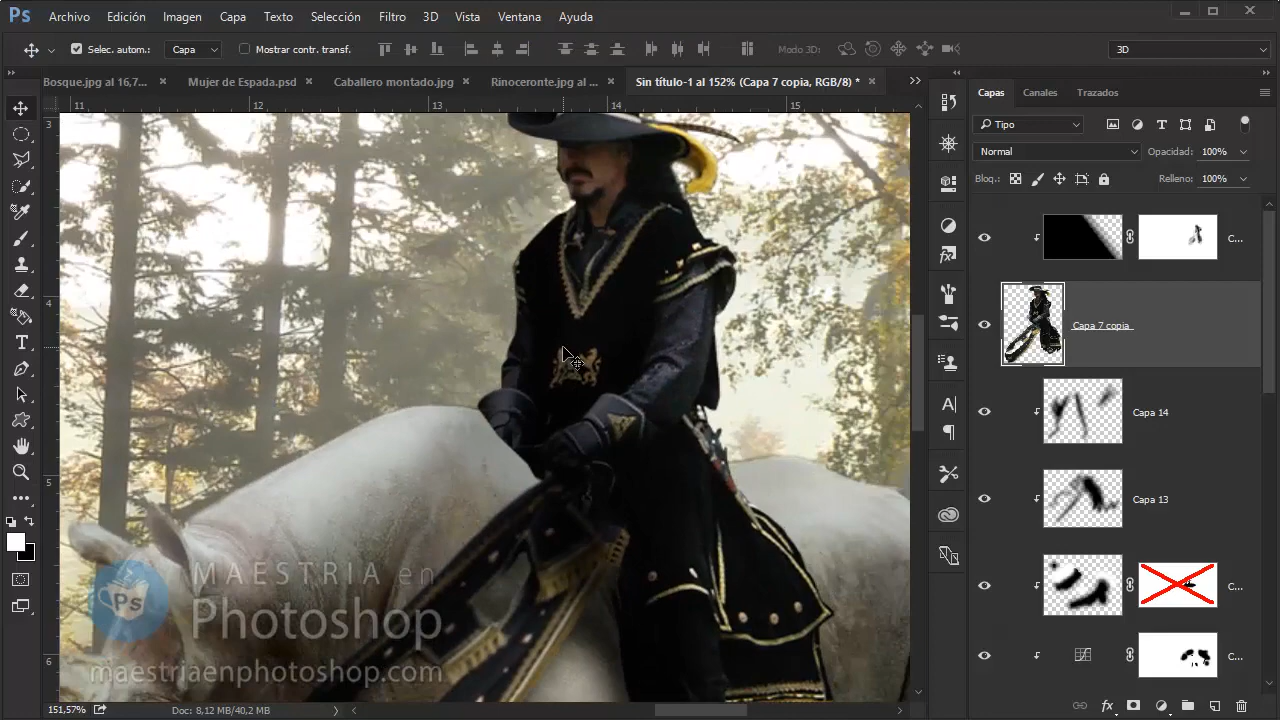 Ps Archivo Edición Imagen Capa Texto Selección Filtro 3D Vista Ventana Ayuda
Selec. autom.: Capa Mostrar contr. transf. Modo 3D: 3D
Bosque.jpg al 16,7... × Mujer de Espada.psd × Caballero montado.jpg × Rinoceronte.jpg al ... × Sin título-1 al 152% (Capa 7 copia, RGB/8) * ×
Capas Canales Trazados
11 12 13 14 15
3
4
5
6
Tipo
Normal Opacidad: 100%
Bloq.: Relleno: 100%
C...
Capa 7 copia
Capa 14
Capa 13
C...
C...
Ps
MAESTRIA en
Photoshop
maestriaenphotoshop.com
151,57% Doc: 8,12 MB/40,2 MB